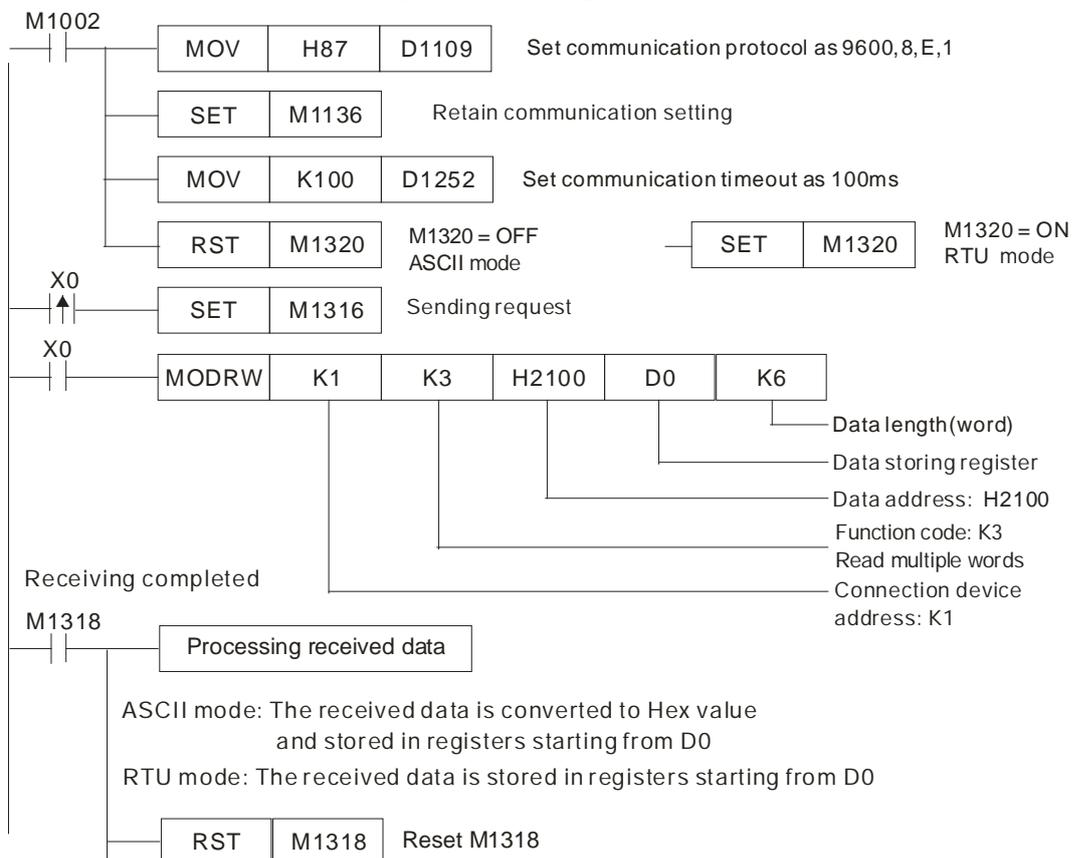 M1002
MOV H87 D1109 Set communication protocol as 9600,8,E,1
SET M1136 Retain communication setting
MOV K100 D1252 Set communication timeout as 100ms
RST M1320 M1320 = OFF
ASCII mode
SET M1320 M1320 = ON
RTU mode
X0
SET M1316 Sending request
X0
MODRW K1 K3 H2100 D0 K6
Data length(word)
Data storing register
Data address: H2100
Function code: K3
Read multiple words
Connection device
address: K1
Receiving completed
M1318
Processing received data
ASCII mode: The received data is converted to Hex value
and stored in registers starting from D0
RTU mode: The received data is stored in registers starting from D0
RST M1318 Reset M1318